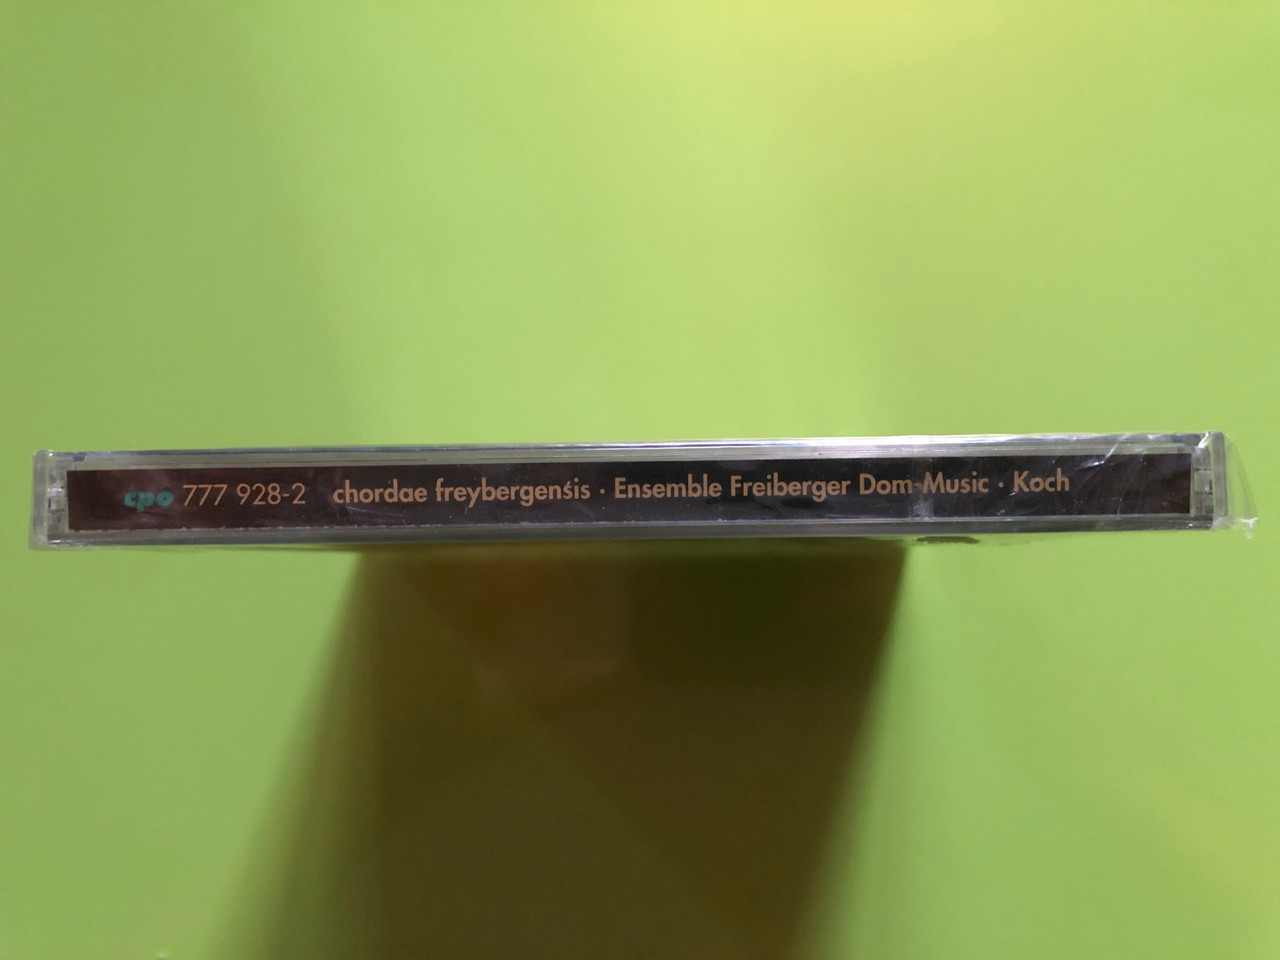 cpo 777 928-2 chordae freybergensis · Ensemble Freiberger Dom-Music · Koch